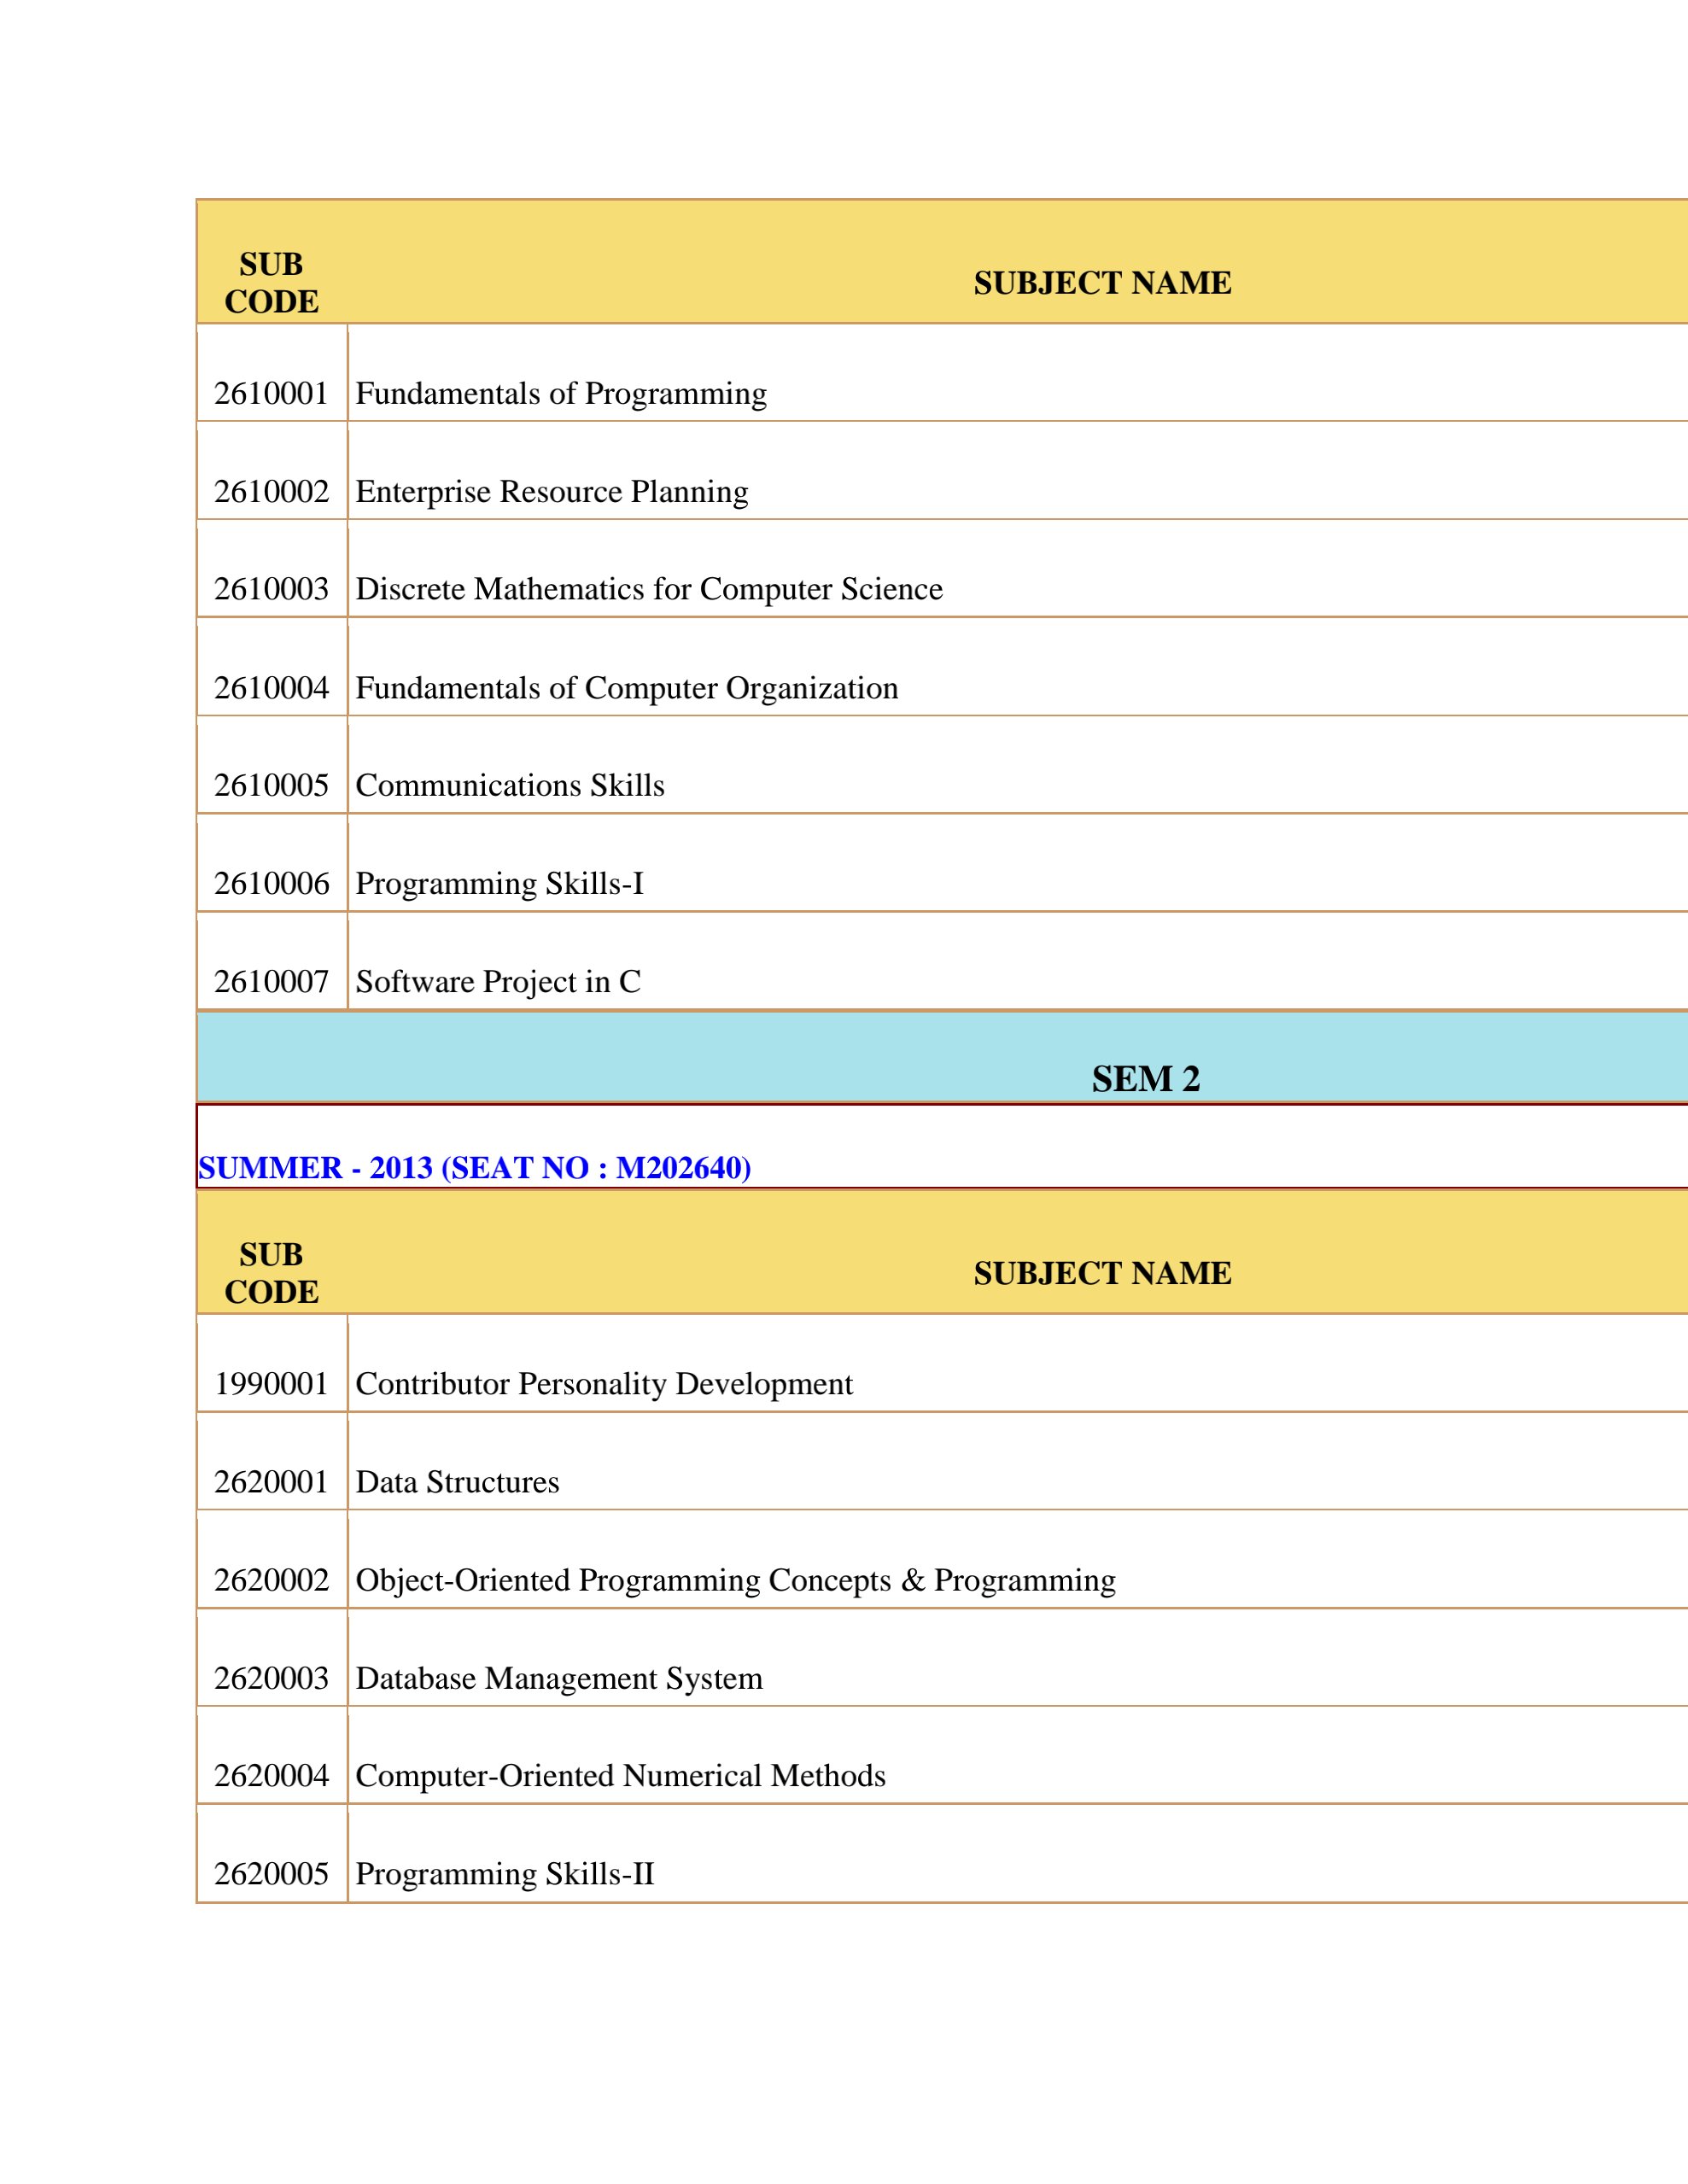 SUB CODE SUBJECT NAME
2610001 Fundamentals of Programming
2610002 Enterprise Resource Planning
2610003 Discrete Mathematics for Computer Science
2610004 Fundamentals of Computer Organization
2610005 Communications Skills
2610006 Programming Skills-I
2610007 Software Project in C
SEM 2
SUMMER - 2013 (SEAT NO : M202640)
SUB CODE SUBJECT NAME
1990001 Contributor Personality Development
2620001 Data Structures
2620002 Object-Oriented Programming Concepts & Programming
2620003 Database Management System
2620004 Computer-Oriented Numerical Methods
2620005 Programming Skills-II